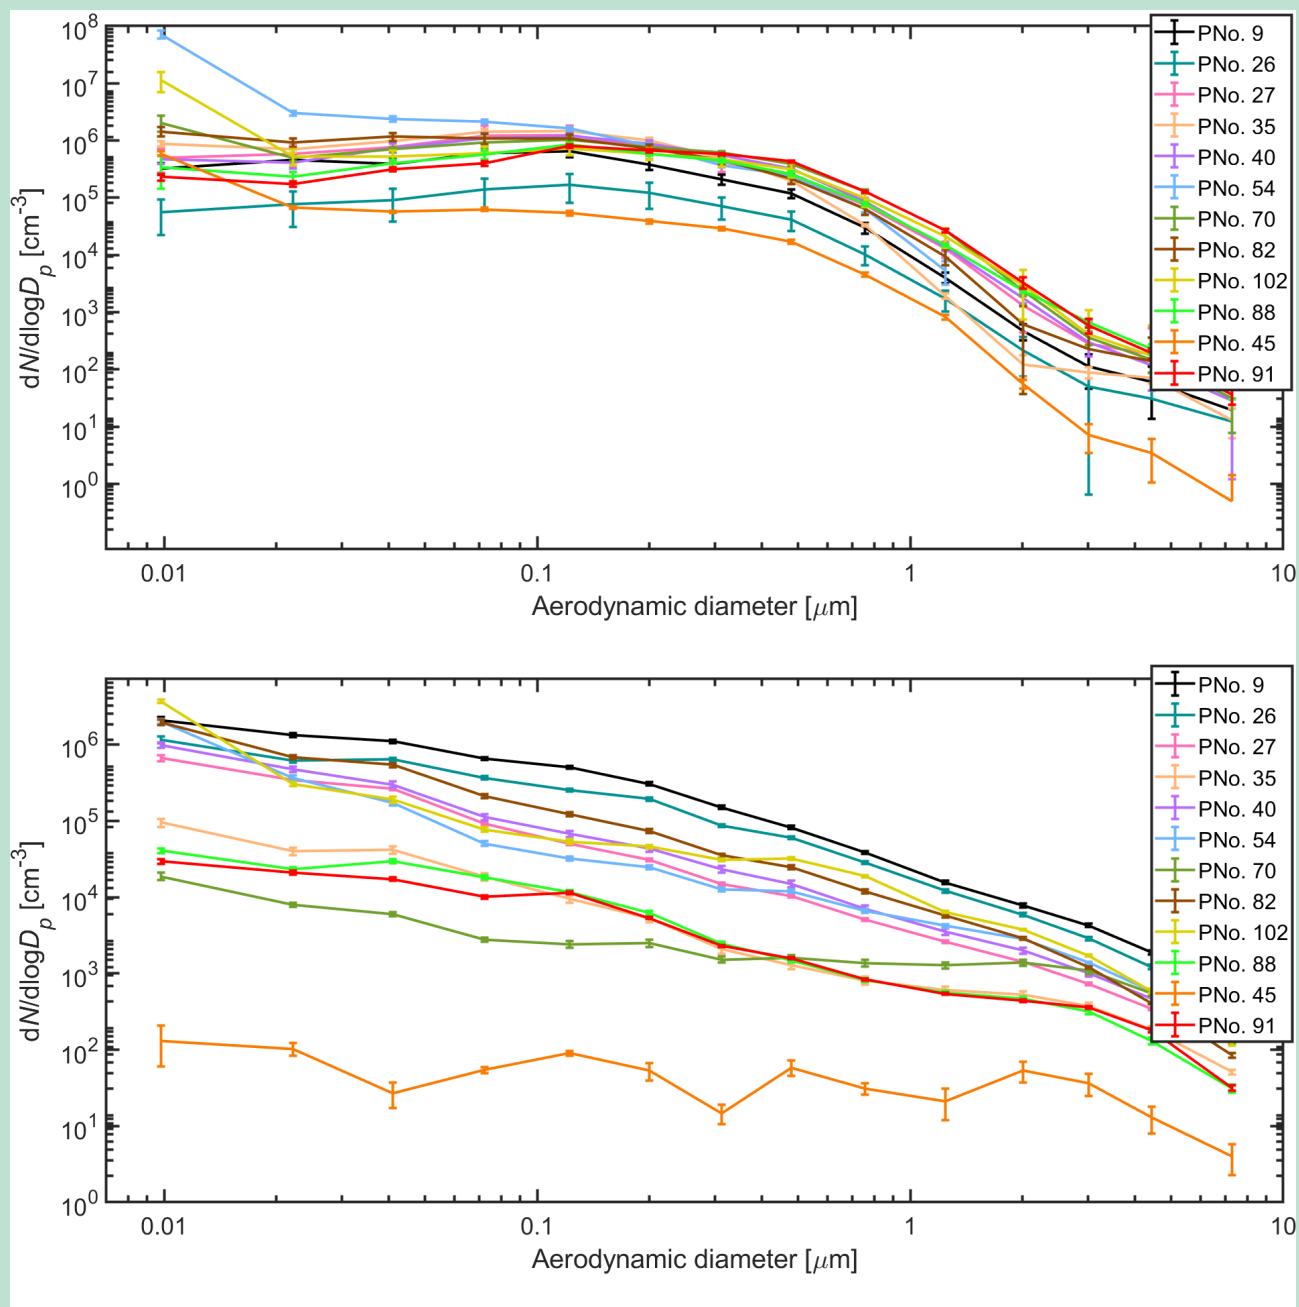 10^8
10^7
10^6
10^5
10^4
10^3
10^2
10^1
10^0
dN/dlogD_p [cm^-3]
0.01 0.1 1 10
Aerodynamic diameter [μm]
PNo. 9
PNo. 26
PNo. 27
PNo. 35
PNo. 40
PNo. 54
PNo. 70
PNo. 82
PNo. 102
PNo. 88
PNo. 45
PNo. 91
10^6
10^5
10^4
10^3
10^2
10^1
10^0
dN/dlogD_p [cm^-3]
0.01 0.1 1 10
Aerodynamic diameter [μm]
PNo. 9
PNo. 26
PNo. 27
PNo. 35
PNo. 40
PNo. 54
PNo. 70
PNo. 82
PNo. 102
PNo. 88
PNo. 45
PNo. 91